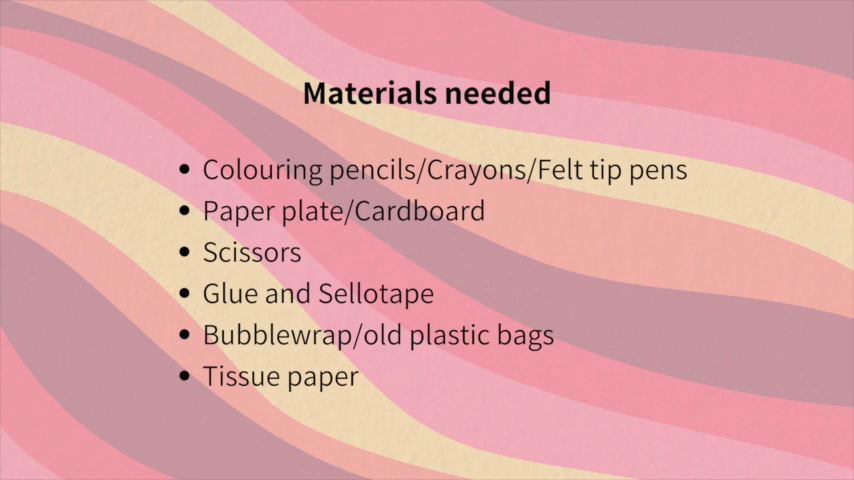 Materials needed
• Colouring pencils/Crayons/Felt tip pens
• Paper plate/Cardboard
• Scissors
• Glue and Sellotape
• Bubblewrap/old plastic bags
• Tissue paper